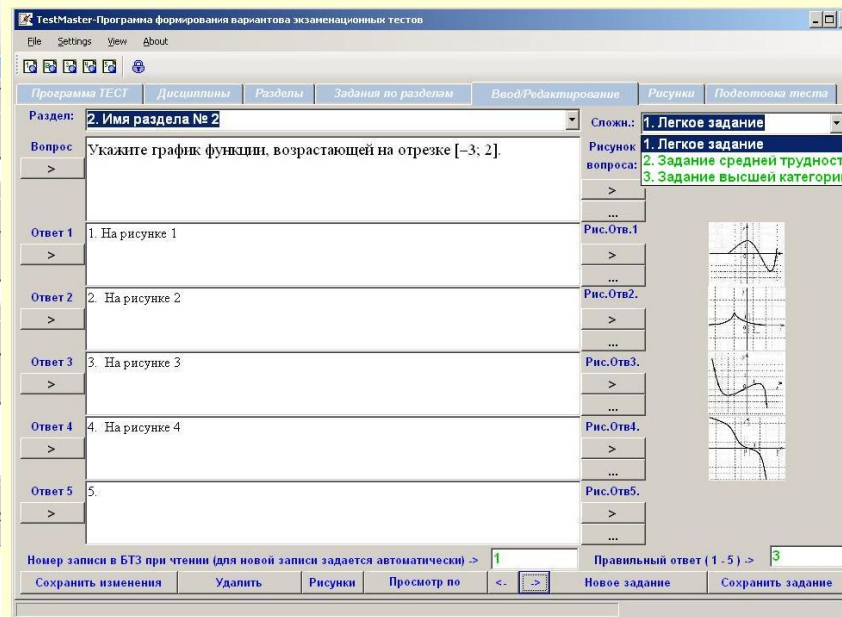 TestMaster-Программа формирования вариантова экзаменационных тестов
File Settings View About
Программа ТЕСТ Дисциплины Разделы Задания по разделам Ввод/Редактирование Рисунки Подготовка теста
Раздел: 2. Имя раздела № 2 Сложн.: 1. Легкое задание
1. Легкое задание
2. Задание средней трудност
3. Задание высшей категори
Вопрос > Укажите график функции, возрастающей на отрезке [–3; 2]. Рисунок вопроса: > ...
Ответ 1 > 1. На рисунке 1 Рис.Отв.1 > ...
Ответ 2 > 2. На рисунке 2 Рис.Отв2. > ...
Ответ 3 > 3. На рисунке 3 Рис.Отв3. > ...
Ответ 4 > 4. На рисунке 4 Рис.Отв4. > ...
Ответ 5 > 5. Рис.Отв5. > ...
Номер записи в БТЗ при чтении (для новой записи задается автоматически) -> 1 Правильный ответ ( 1 - 5 ) -> 3
Сохранить изменения Удалить Рисунки Просмотр по <- -> Новое задание Сохранить задание